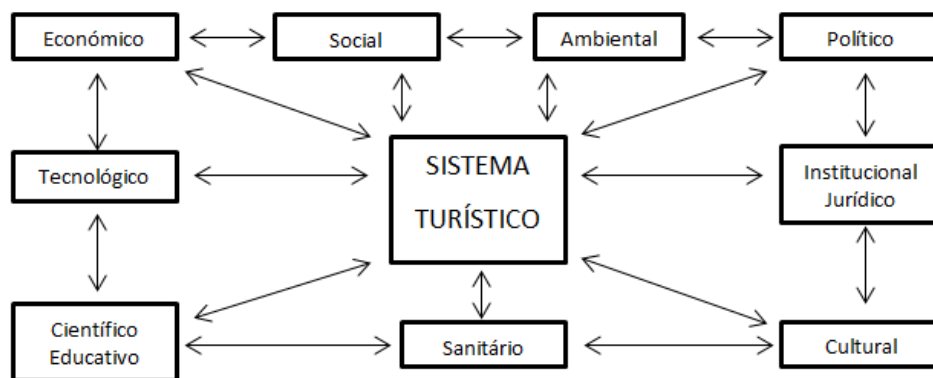 Económico
Social
Ambiental
Político
Tecnológico
SISTEMA
TURÍSTICO
Institucional
Jurídico
Científico
Educativo
Sanitário
Cultural